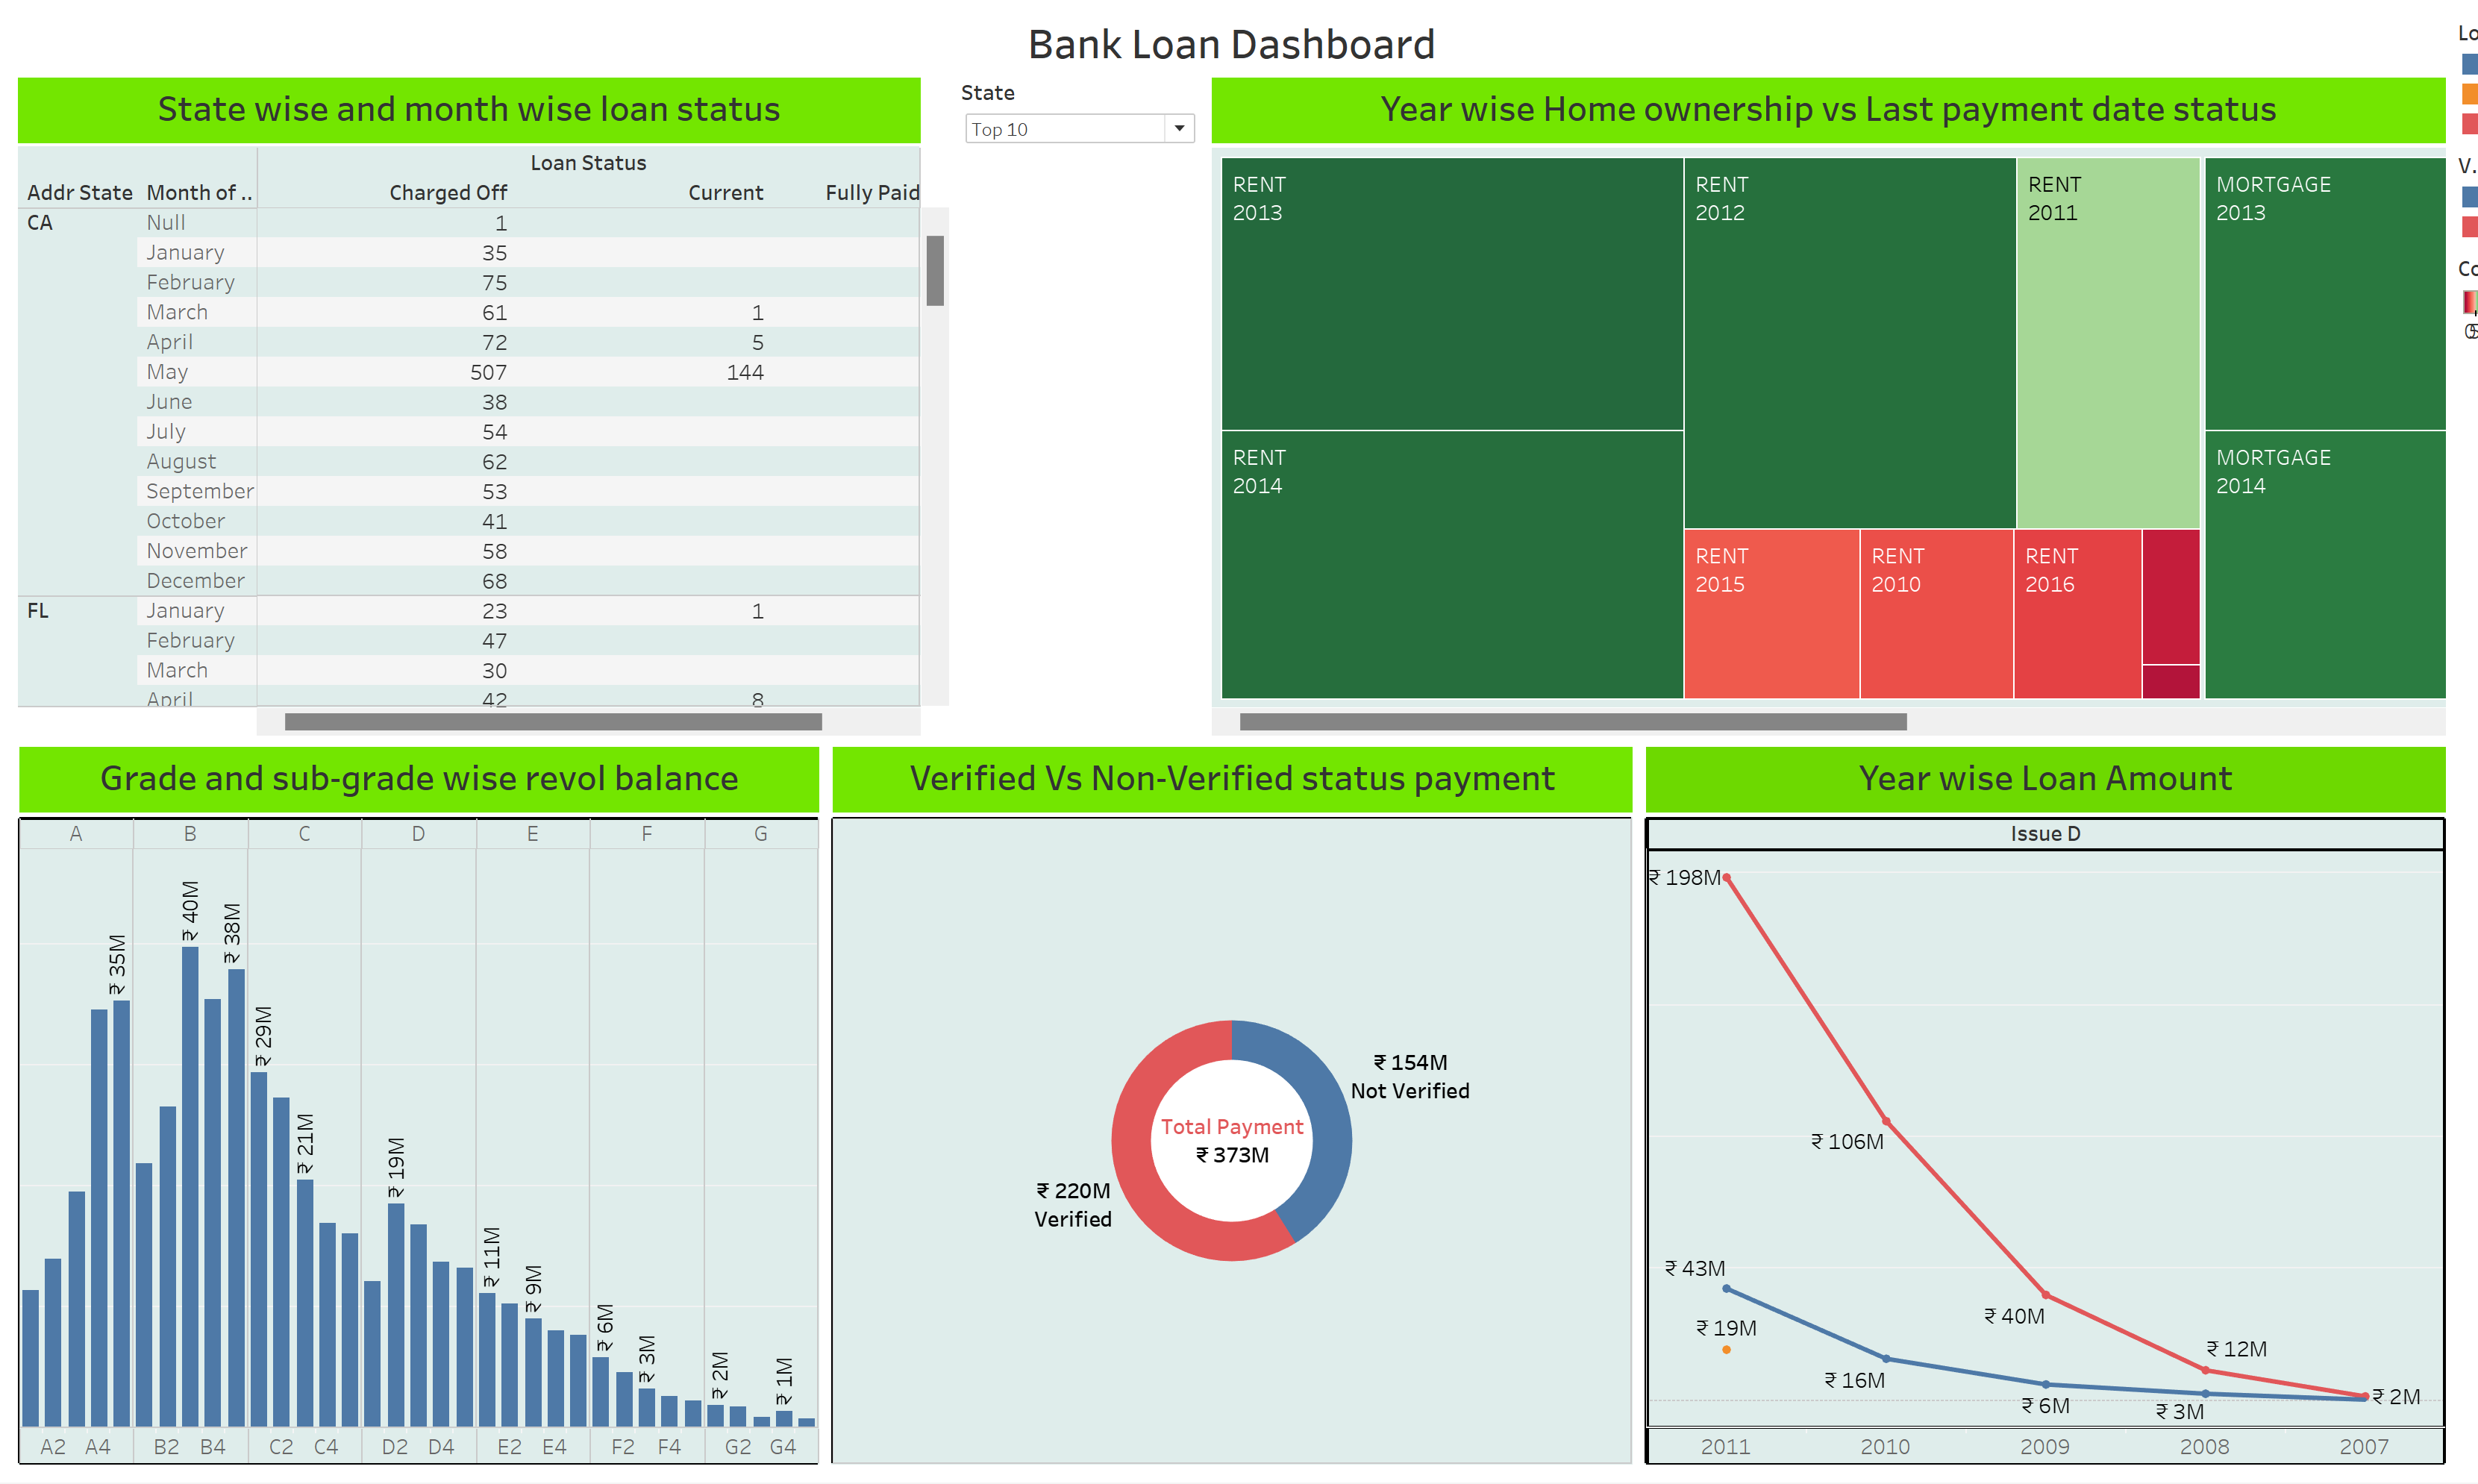 Bank Loan Dashboard
State wise and month wise loan status
State
Top 10
Year wise Home ownership vs Last payment date status
Lo
V..
Co
Loan Status
Addr State Month of .. Charged Off Current Fully Paid
CA Null 1
January 35
February 75
March 61 1
April 72 5
May 507 144
June 38
July 54
August 62
September 53
October 41
November 58
December 68
FL January 23 1
February 47
March 30
April 42 8
RENT
2013
RENT
2012
RENT
2011
MORTGAGE
2013
RENT
2014
RENT
2015
RENT
2010
RENT
2016
MORTGAGE
2014
Grade and sub-grade wise revol balance
A B C D E F G
₹ 35M
₹ 40M
₹ 38M
₹ 29M
₹ 21M
₹ 19M
₹ 11M
₹ 9M
₹ 6M
₹ 3M
₹ 2M
₹ 1M
A2 A4 B2 B4 C2 C4 D2 D4 E2 E4 F2 F4 G2 G4
Verified Vs Non-Verified status payment
₹ 154M
Not Verified
Total Payment
₹ 373M
₹ 220M
Verified
Year wise Loan Amount
Issue D
₹ 198M
₹ 106M
₹ 43M
₹ 19M
₹ 40M
₹ 12M
₹ 16M
₹ 6M
₹ 3M
₹ 2M
2011 2010 2009 2008 2007